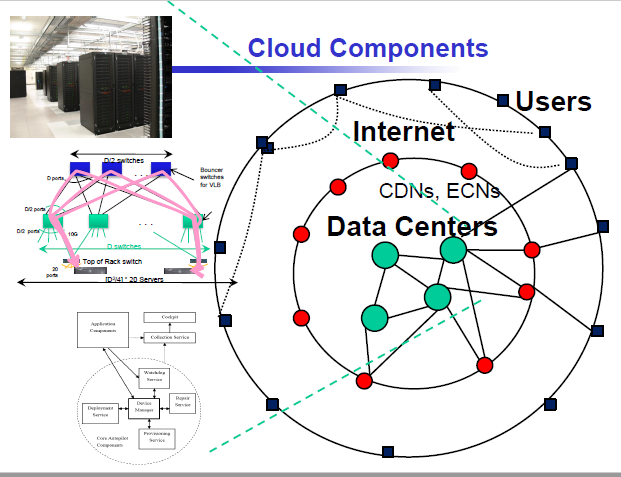 Cloud Components
Users
Internet
CDNs, ECNs
Data Centers
D/2 switches
D ports
Bouncer
switches
for VLB
. . .
D/2 ports
D/2 ports
10G
. . .
D switches
Top of Rack switch
20
ports
[D²/4] * 20 Servers
Cockpit
Application
Components
Collection Service
Watchdog
Service
Device
Manager
Repair
Service
Deployment
Service
Provisioning
Service
Core Autopilot
Components